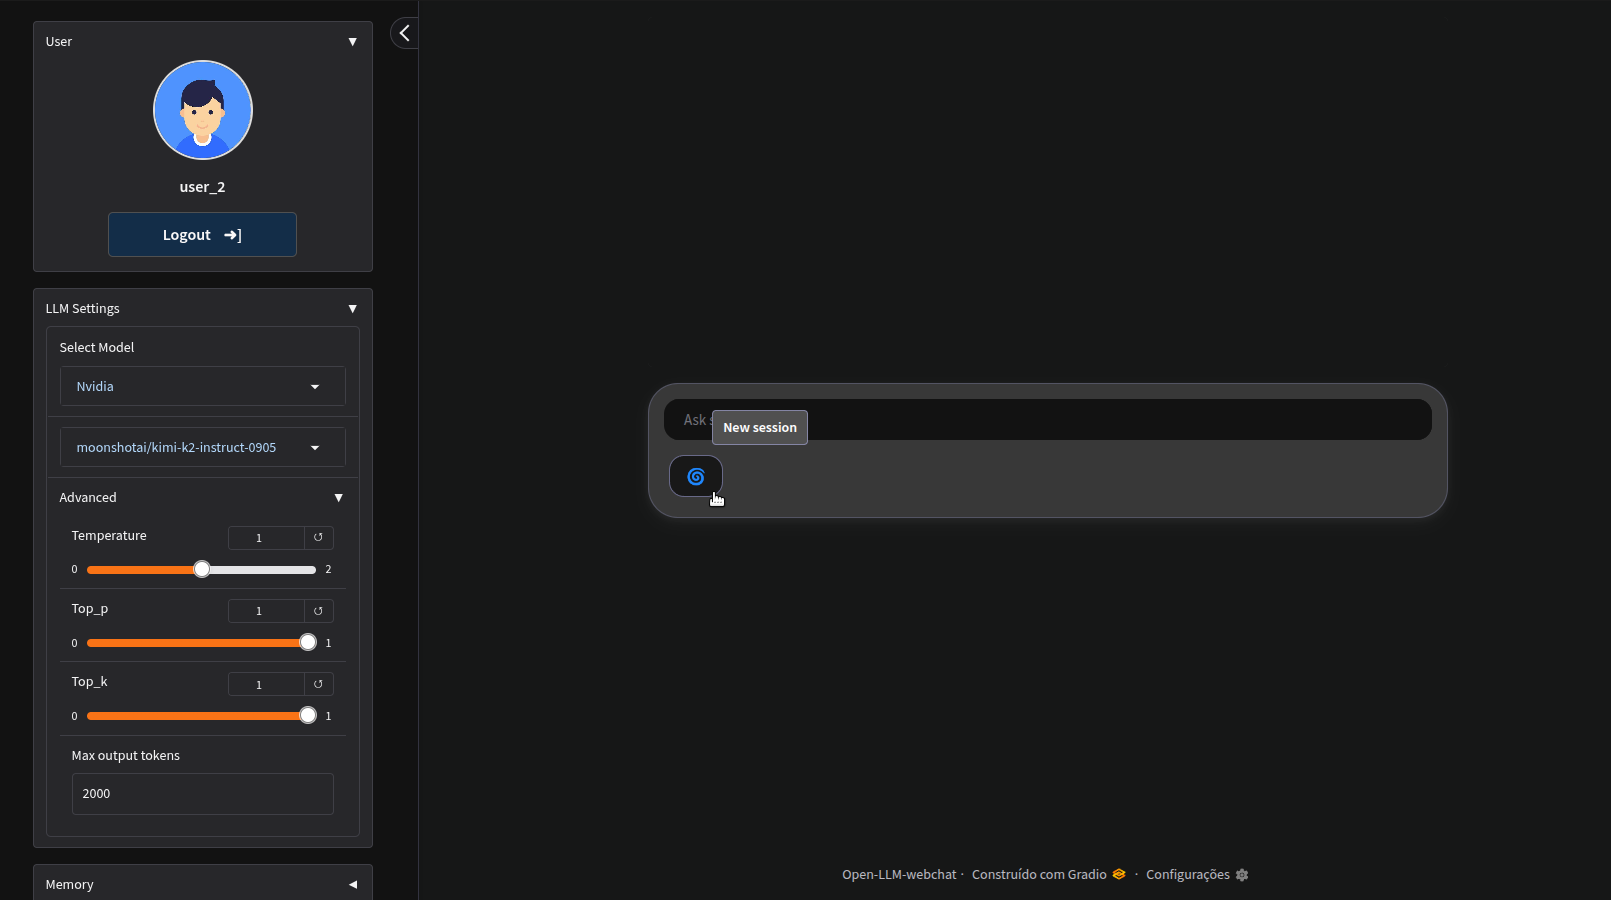 User ▼
user_2
Logout ➜]
LLM Settings ▼
Select Model
Nvidia
moonshotai/kimi-k2-instruct-0905
Advanced ▼
Temperature 1 ↺
0 2
Top_p 1 ↺
0 1
Top_k 1 ↺
0 1
Max output tokens
2000
Memory ◀
Ask
New session
Open-LLM-webchat · Construído com Gradio · Configurações